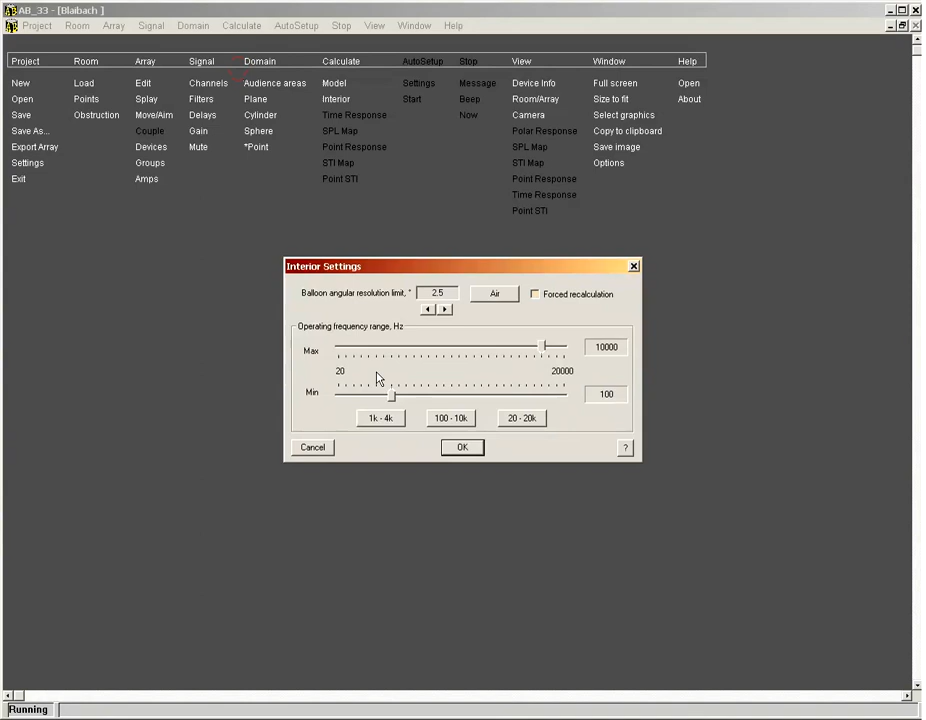 AB_33 - [Blaibach ]
Project Room Array Signal Domain Calculate AutoSetup Stop View Window Help
Project Room Array Signal Domain Calculate AutoSetup Stop View Window Help
New Load Edit Channels Audience areas Model Settings Message Device Info Full screen Open
Open Points Splay Filters Plane Interior Start Beep Room/Array Size to fit About
Save Obstruction Move/Aim Delays Cylinder Time Response Now Camera Select graphics
Save As... Couple Gain Sphere SPL Map Polar Response Copy to clipboard
Export Array Devices Mute *Point Point Response SPL Map Save image
Settings Groups STI Map STI Map Options
Exit Amps Point STI Point Response
Time Response
Point STI
Interior Settings
Balloon angular resolution limit, ° 2.5 Air Forced recalculation
Operating frequency range, Hz
Max 10000
20 20000
Min 100
1k - 4k 100 - 10k 20 - 20k
Cancel OK ?
Running